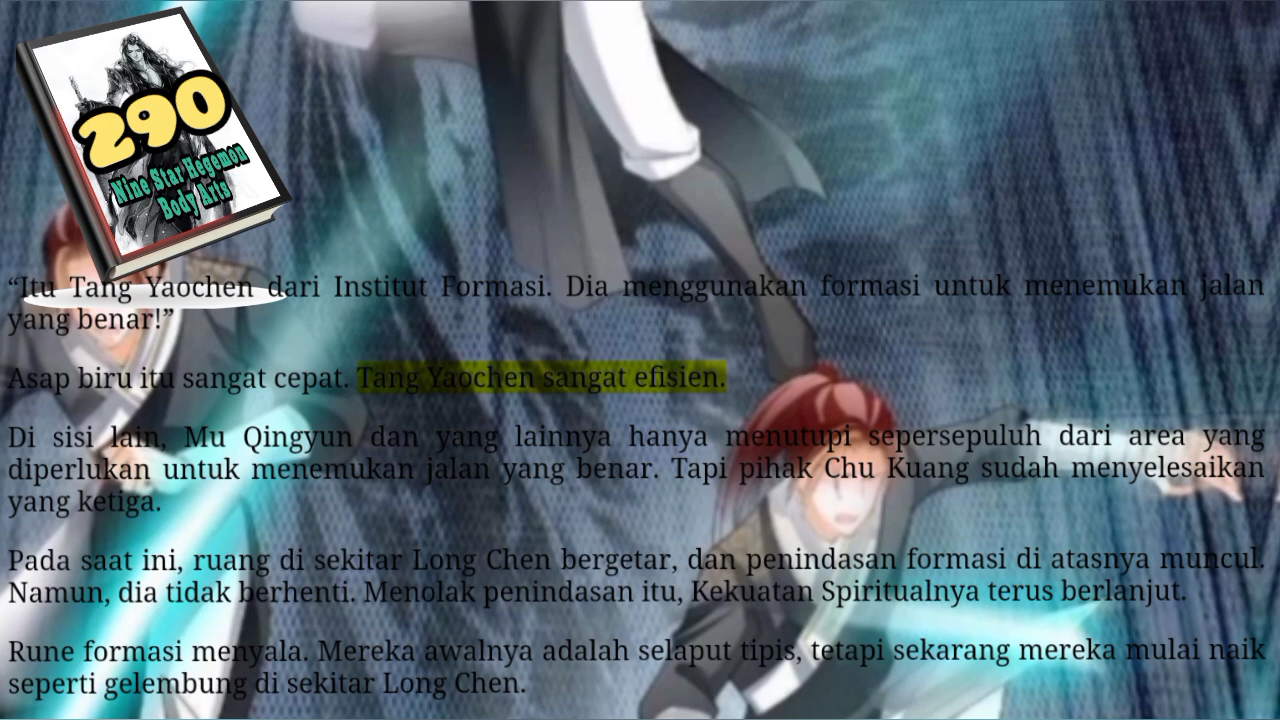 290
Nine Star Hegemon
Body Arts
“Itu Tang Yaochen dari Institut Formasi. Dia menggunakan formasi untuk menemukan jalan
yang benar!”
Asap biru itu sangat cepat. Tang Yaochen sangat efisien.
Di sisi lain, Mu Qingyun dan yang lainnya hanya menutupi sepersepuluh dari area yang
diperlukan untuk menemukan jalan yang benar. Tapi pihak Chu Kuang sudah menyelesaikan
yang ketiga.
Pada saat ini, ruang di sekitar Long Chen bergetar, dan penindasan formasi di atasnya muncul.
Namun, dia tidak berhenti. Menolak penindasan itu, Kekuatan Spiritualnya terus berlanjut.
Rune formasi menyala. Mereka awalnya adalah selaput tipis, tetapi sekarang mereka mulai naik
seperti gelembung di sekitar Long Chen.